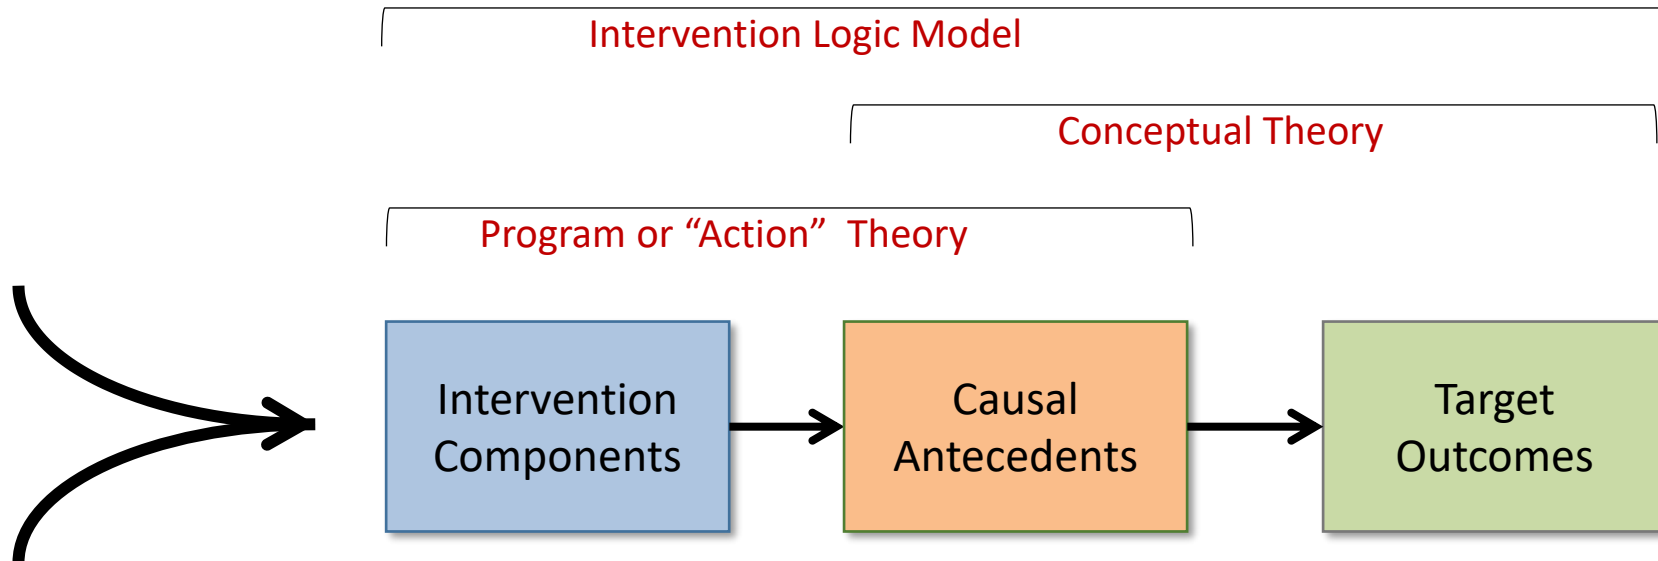 Intervention Logic Model
Conceptual Theory
Program or “Action”  Theory
Intervention
Components
Causal
Antecedents
Target
Outcomes